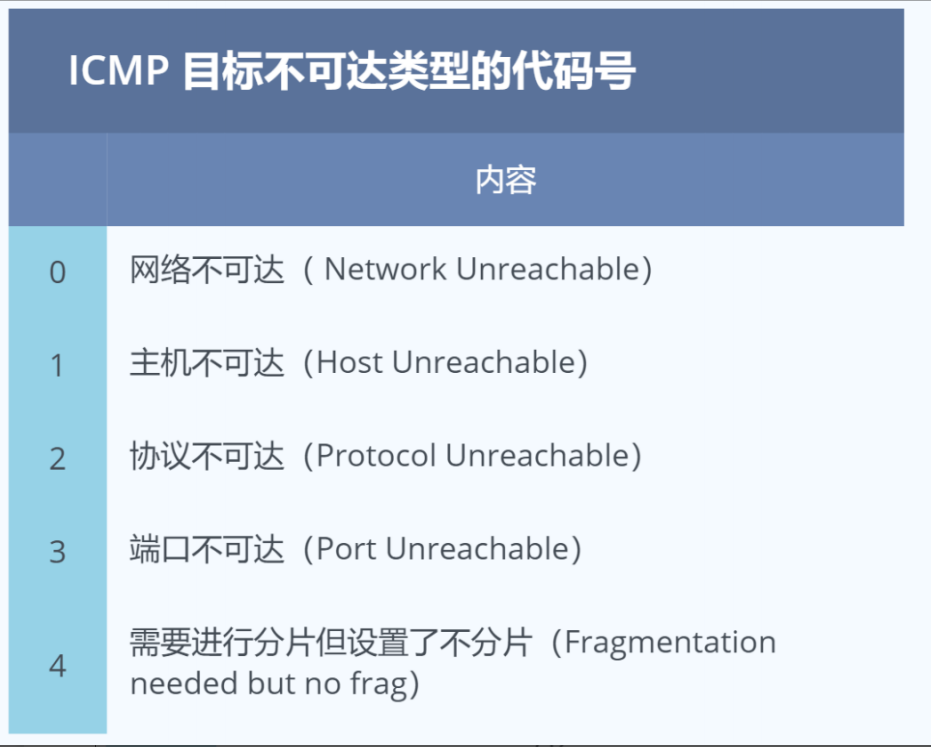 ICMP 目标不可达类型的代码号
内容
0 网络不可达（ Network Unreachable）
1 主机不可达（Host Unreachable）
2 协议不可达（Protocol Unreachable）
3 端口不可达（Port Unreachable）
4 需要进行分片但设置了不分片（Fragmentation
needed but no frag）